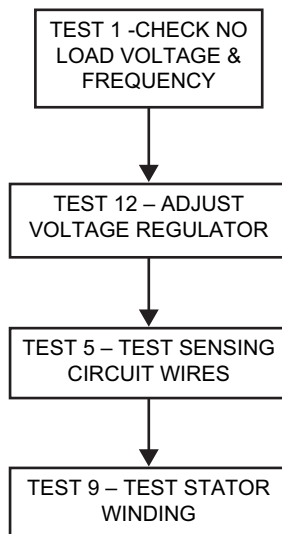 TEST 1 -CHECK NO
LOAD VOLTAGE &
FREQUENCY
TEST 12 – ADJUST
VOLTAGE REGULATOR
TEST 5 – TEST SENSING
CIRCUIT WIRES
TEST 9 – TEST STATOR
WINDING